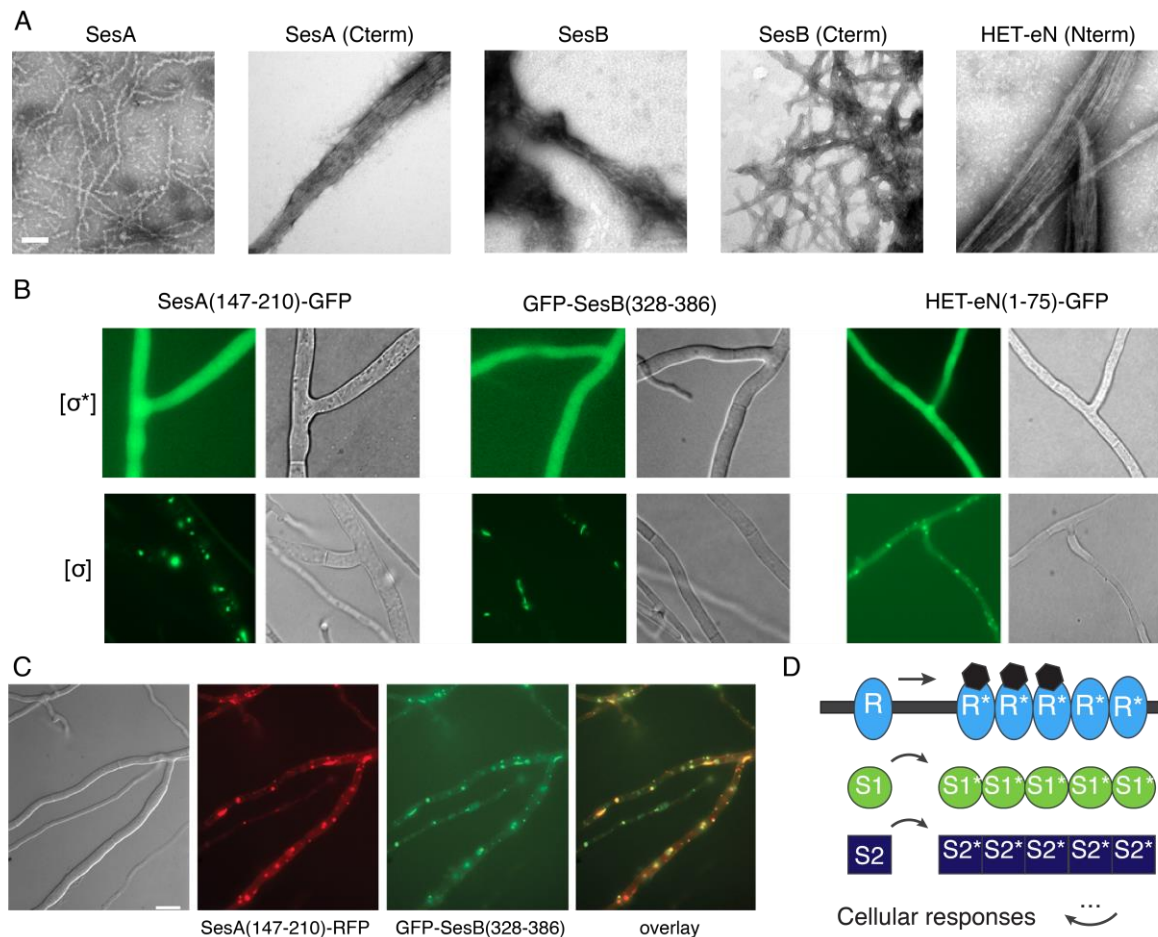 A
SesA
SesA (Cterm)
SesB
SesB (Cterm)
HET-eN (Nterm)
B
SesA(147-210)-GFP
GFP-SesB(328-386)
HET-eN(1-75)-GFP
[σ*]
[σ]
C
SesA(147-210)-RFP
GFP-SesB(328-386)
overlay
D
R
R* R* R* R* R*
S1
S1* S1* S1* S1* S1*
S2
S2* S2* S2* S2* S2*
...
Cellular responses